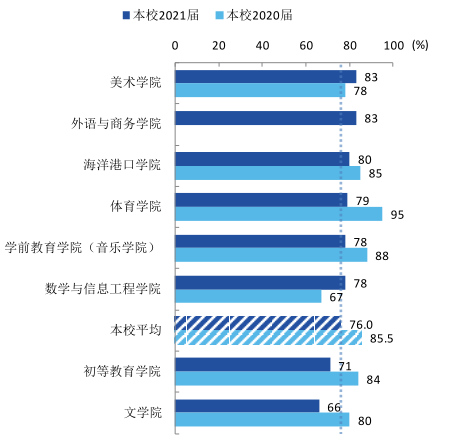 本校2021届 本校2020届
0 20 40 60 80 100 (%)
美术学院 83
78
外语与商务学院 83
海洋港口学院 80
85
体育学院 79
95
学前教育学院（音乐学院） 78
88
数学与信息工程学院 78
67
本校平均 76.0
85.5
初等教育学院 71
84
文学院 66
80